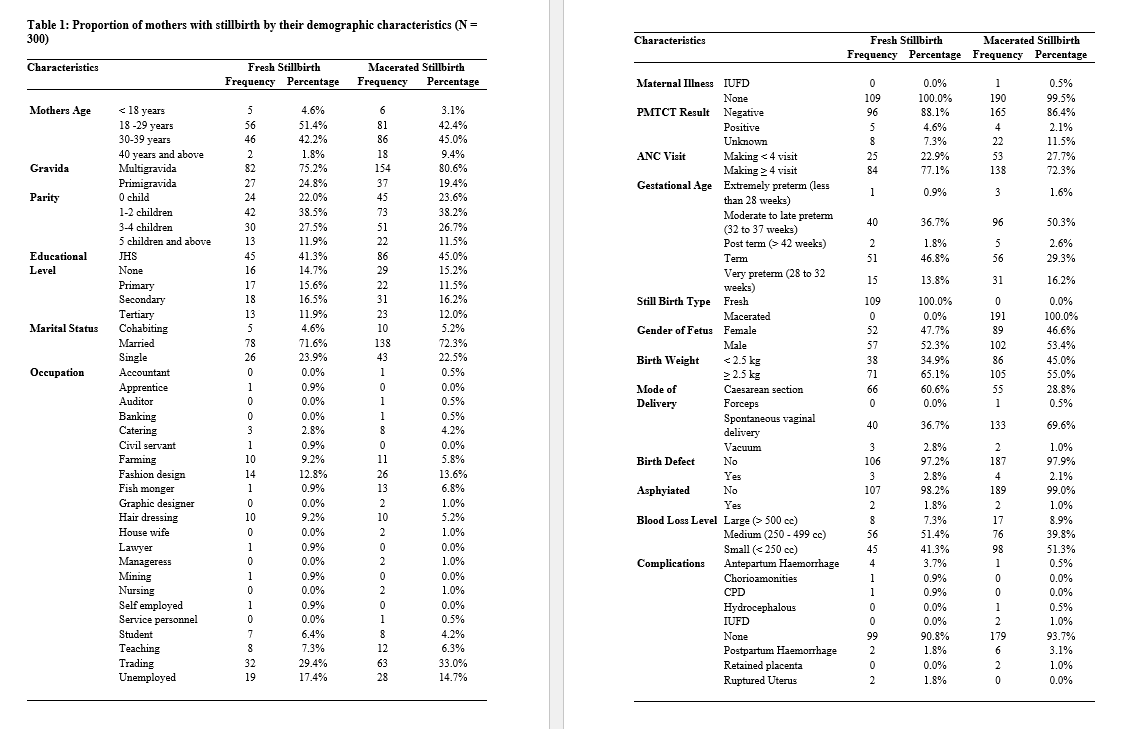 Table 1: Proportion of mothers with stillbirth by their demographic characteristics (N =
300)
Characteristics Fresh Stillbirth Macerated Stillbirth
Frequency Percentage Frequency Percentage
Mothers Age < 18 years 5 4.6% 6 3.1%
18 -29 years 56 51.4% 81 42.4%
30-39 years 46 42.2% 86 45.0%
40 years and above 2 1.8% 18 9.4%
Gravida Multigravida 82 75.2% 154 80.6%
Primigravida 27 24.8% 37 19.4%
Parity 0 child 24 22.0% 45 23.6%
1-2 children 42 38.5% 73 38.2%
3-4 children 30 27.5% 51 26.7%
5 children and above 13 11.9% 22 11.5%
Educational JHS 45 41.3% 86 45.0%
Level None 16 14.7% 29 15.2%
Primary 17 15.6% 22 11.5%
Secondary 18 16.5% 31 16.2%
Tertiary 13 11.9% 23 12.0%
Marital Status Cohabiting 5 4.6% 10 5.2%
Married 78 71.6% 138 72.3%
Single 26 23.9% 43 22.5%
Occupation Accountant 0 0.0% 1 0.5%
Apprentice 1 0.9% 0 0.0%
Auditor 0 0.0% 1 0.5%
Banking 0 0.0% 1 0.5%
Catering 3 2.8% 8 4.2%
Civil servant 1 0.9% 0 0.0%
Farming 10 9.2% 11 5.8%
Fashion design 14 12.8% 26 13.6%
Fish monger 1 0.9% 13 6.8%
Graphic designer 0 0.0% 2 1.0%
Hair dressing 10 9.2% 10 5.2%
House wife 0 0.0% 2 1.0%
Lawyer 1 0.9% 0 0.0%
Manageress 0 0.0% 2 1.0%
Mining 1 0.9% 0 0.0%
Nursing 0 0.0% 2 1.0%
Self employed 1 0.9% 0 0.0%
Service personnel 0 0.0% 1 0.5%
Student 7 6.4% 8 4.2%
Teaching 8 7.3% 12 6.3%
Trading 32 29.4% 63 33.0%
Unemployed 19 17.4% 28 14.7%
Characteristics Fresh Stillbirth Macerated Stillbirth
Frequency Percentage Frequency Percentage
Maternal Illness IUFD 0 0.0% 1 0.5%
None 109 100.0% 190 99.5%
PMTCT Result Negative 96 88.1% 165 86.4%
Positive 5 4.6% 4 2.1%
Unknown 8 7.3% 22 11.5%
ANC Visit Making < 4 visit 25 22.9% 53 27.7%
Making ≥ 4 visit 84 77.1% 138 72.3%
Gestational Age Extremely preterm (less
than 28 weeks) 1 0.9% 3 1.6%
Moderate to late preterm
(32 to 37 weeks) 40 36.7% 96 50.3%
Post term (> 42 weeks) 2 1.8% 5 2.6%
Term 51 46.8% 56 29.3%
Very preterm (28 to 32
weeks) 15 13.8% 31 16.2%
Still Birth Type Fresh 109 100.0% 0 0.0%
Macerated 0 0.0% 191 100.0%
Gender of Fetus Female 52 47.7% 89 46.6%
Male 57 52.3% 102 53.4%
Birth Weight < 2.5 kg 38 34.9% 86 45.0%
≥ 2.5 kg 71 65.1% 105 55.0%
Mode of Caesarean section 66 60.6% 55 28.8%
Delivery Forceps 0 0.0% 1 0.5%
Spontaneous vaginal
delivery 40 36.7% 133 69.6%
Vacuum 3 2.8% 2 1.0%
Birth Defect No 106 97.2% 187 97.9%
Yes 3 2.8% 4 2.1%
Asphyiated No 107 98.2% 189 99.0%
Yes 2 1.8% 2 1.0%
Blood Loss Level Large (> 500 cc) 8 7.3% 17 8.9%
Medium (250 - 499 cc) 56 51.4% 76 39.8%
Small (< 250 cc) 45 41.3% 98 51.3%
Complications Antepartum Haemorrhage 4 3.7% 1 0.5%
Chorioamonities 1 0.9% 0 0.0%
CPD 1 0.9% 0 0.0%
Hydrocephalous 0 0.0% 1 0.5%
IUFD 0 0.0% 2 1.0%
None 99 90.8% 179 93.7%
Postpartum Haemorrhage 2 1.8% 6 3.1%
Retained placenta 0 0.0% 2 1.0%
Ruptured Uterus 2 1.8% 0 0.0%